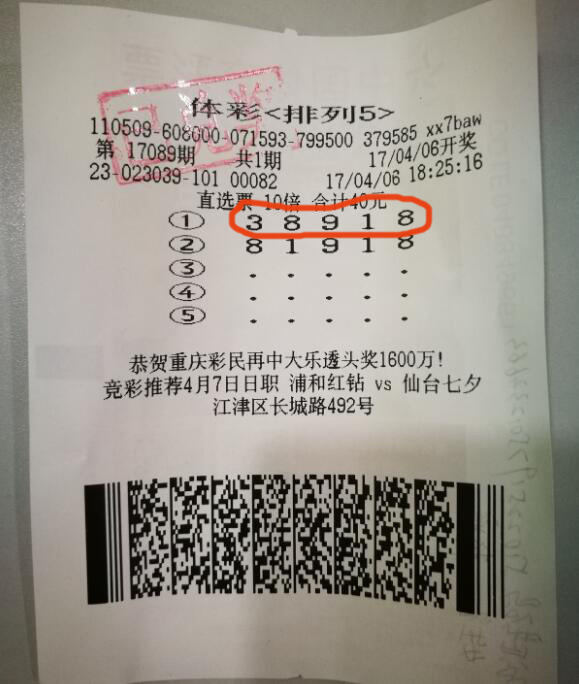 体彩<排列5>
110509-608000-071593-799500 379585 xx7baw
第 17089期 共1期 17/04/06开奖
23-023039-101 00082 17/04/06 18:25:16
直选票 10倍 合计40元
① 3 8 9 1 8
② 8 1 9 1 8
③ . . . . .
④ . . . . .
⑤ . . . . .
恭贺重庆彩民再中大乐透头奖1600万!
竞彩推荐4月7日日职 浦和红钻 vs 仙台七夕
江津区长城路492号